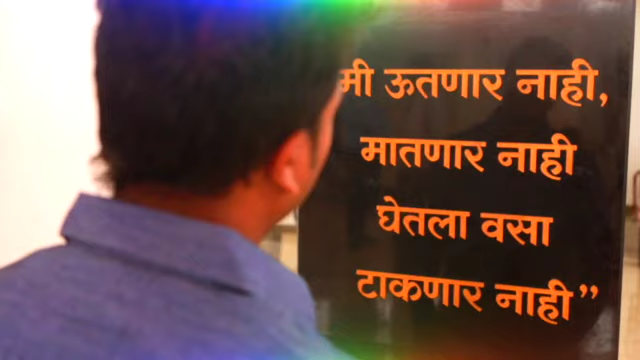 मी ऊतणार नाही,
मातणार नाही
घेतला वसा
टाकणार नाही”